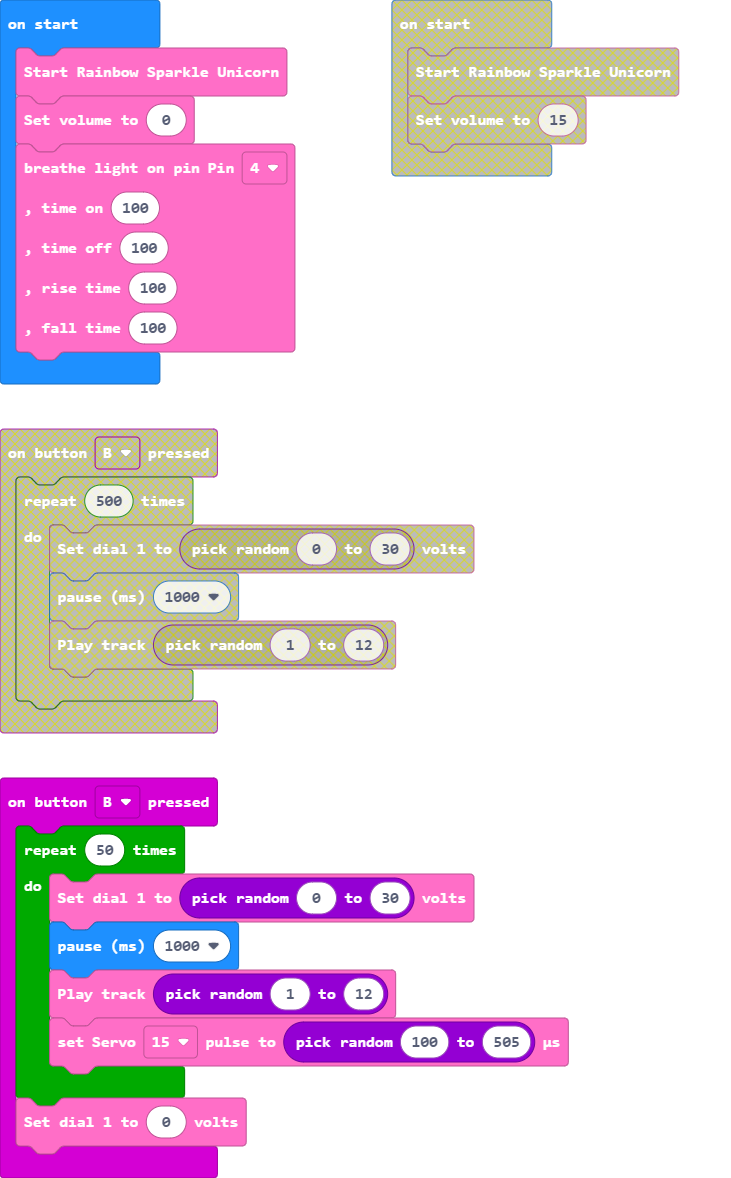 on start
Start Rainbow Sparkle Unicorn
Set volume to 0
breathe light on pin Pin 4
, time on 100
, time off 100
, rise time 100
, fall time 100
on start
Start Rainbow Sparkle Unicorn
Set volume to 15
on button B pressed
repeat 500 times
do
Set dial 1 to pick random 0 to 30 volts
pause (ms) 1000
Play track pick random 1 to 12
on button B pressed
repeat 50 times
do
Set dial 1 to pick random 0 to 30 volts
pause (ms) 1000
Play track pick random 1 to 12
set Servo 15 pulse to pick random 100 to 505 µs
Set dial 1 to 0 volts